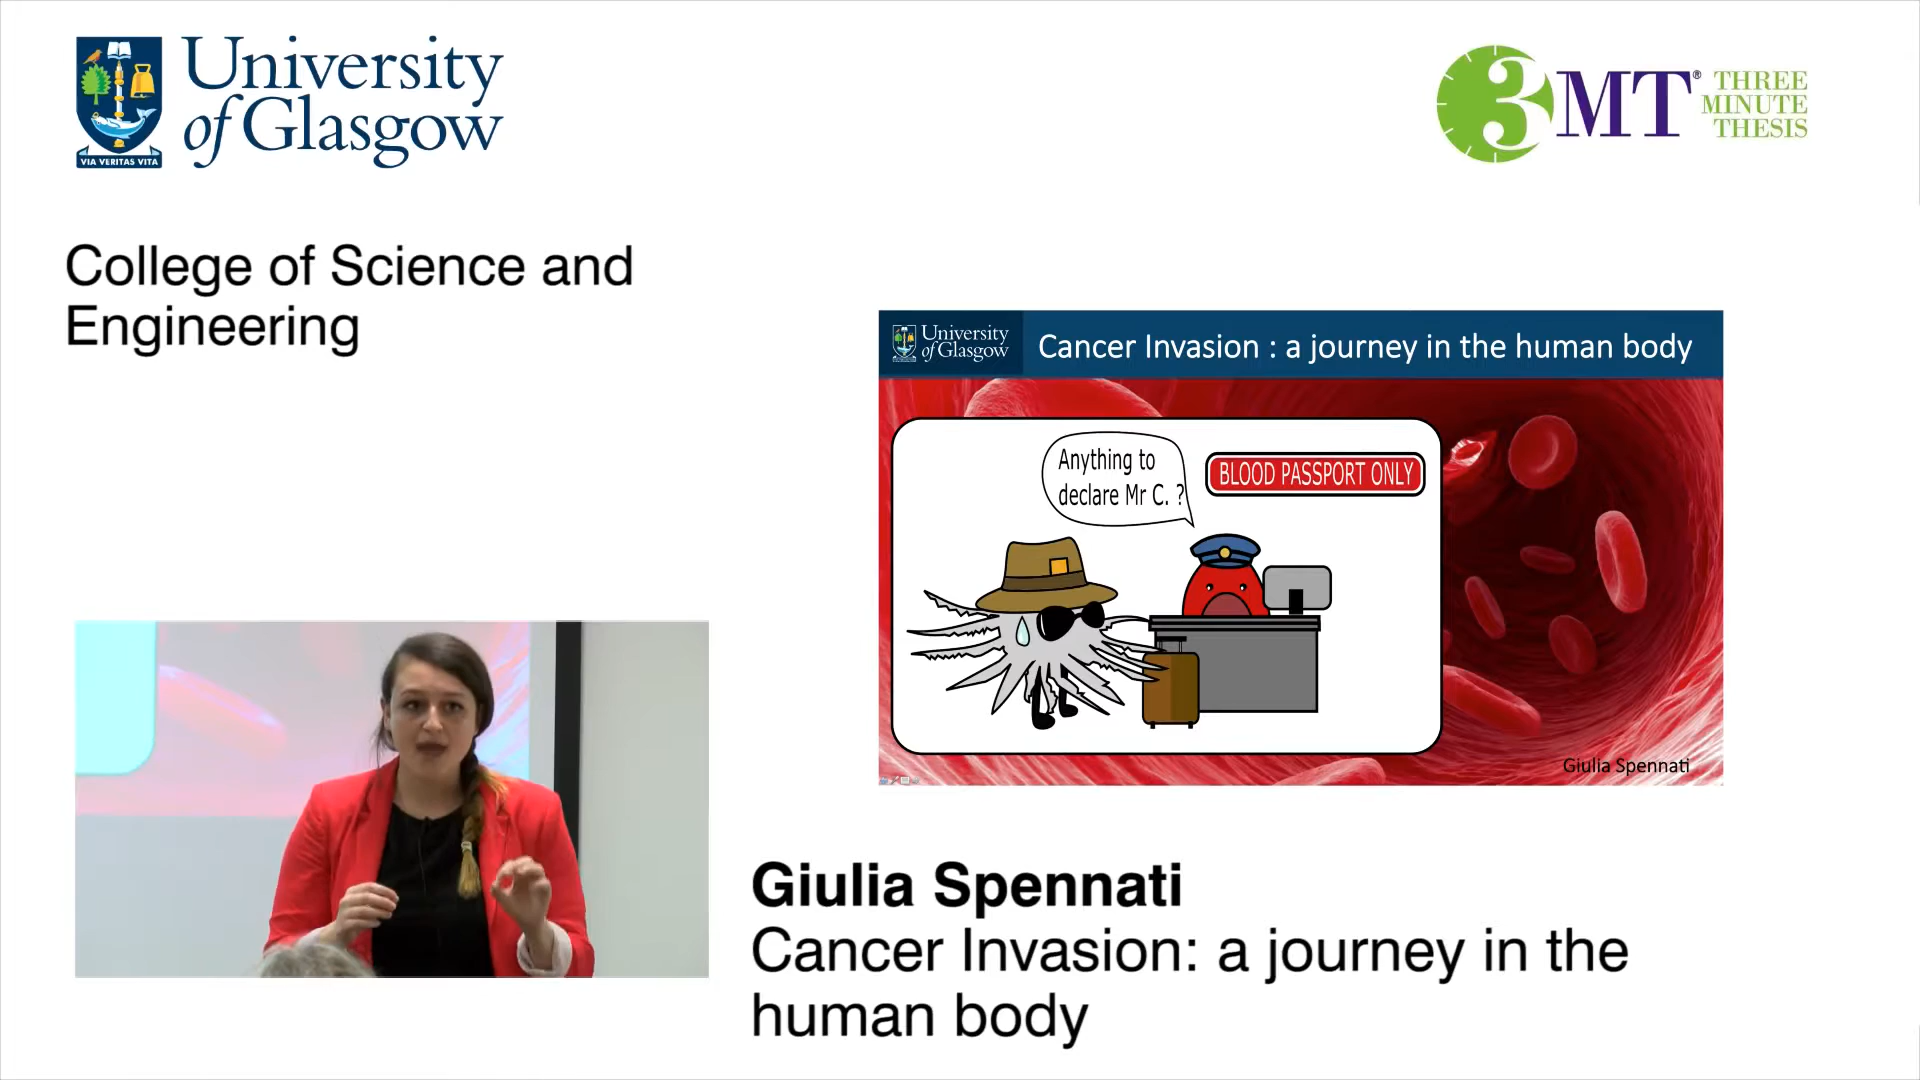 University
of Glasgow
VIA VERITAS VITA
3MT® THREE
MINUTE
THESIS
College of Science and
Engineering
University
of Glasgow
Cancer Invasion : a journey in the human body
Anything to
declare Mr C. ?
BLOOD PASSPORT ONLY
Giulia Spennati
Giulia Spennati
Cancer Invasion: a journey in the
human body